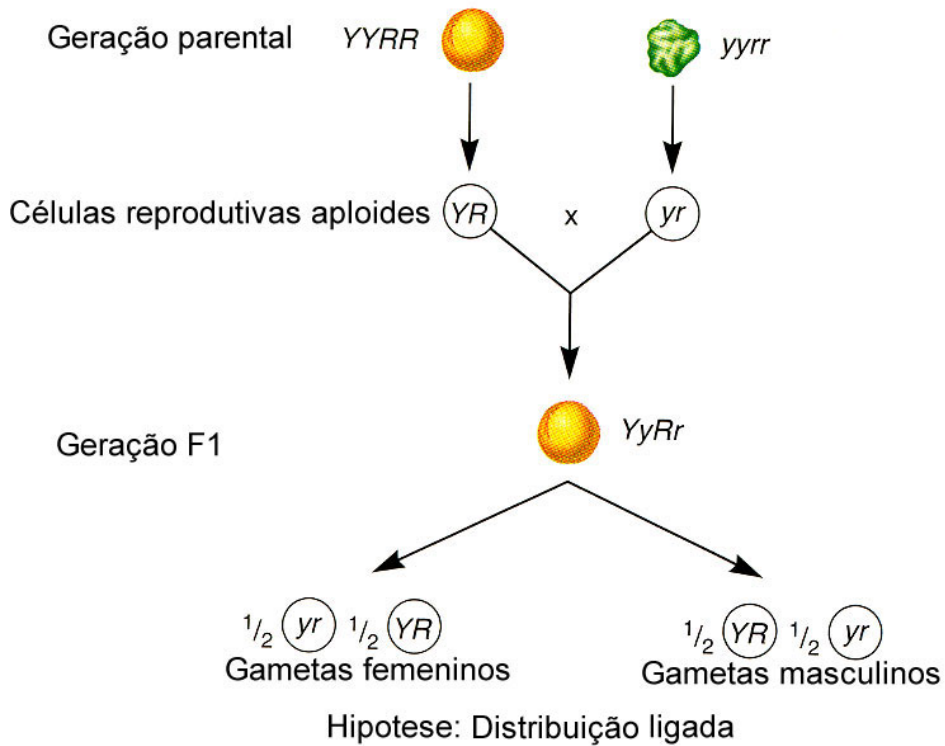 Geração parental YYRR yyrr
Célúlas reprodutivas aploides YR x yr
Geração F1 YyRr
1/2 yr 1/2 YR 1/2 YR 1/2 yr
Gametas femeninos Gametas masculinos
Hipotese: Distribuição ligada